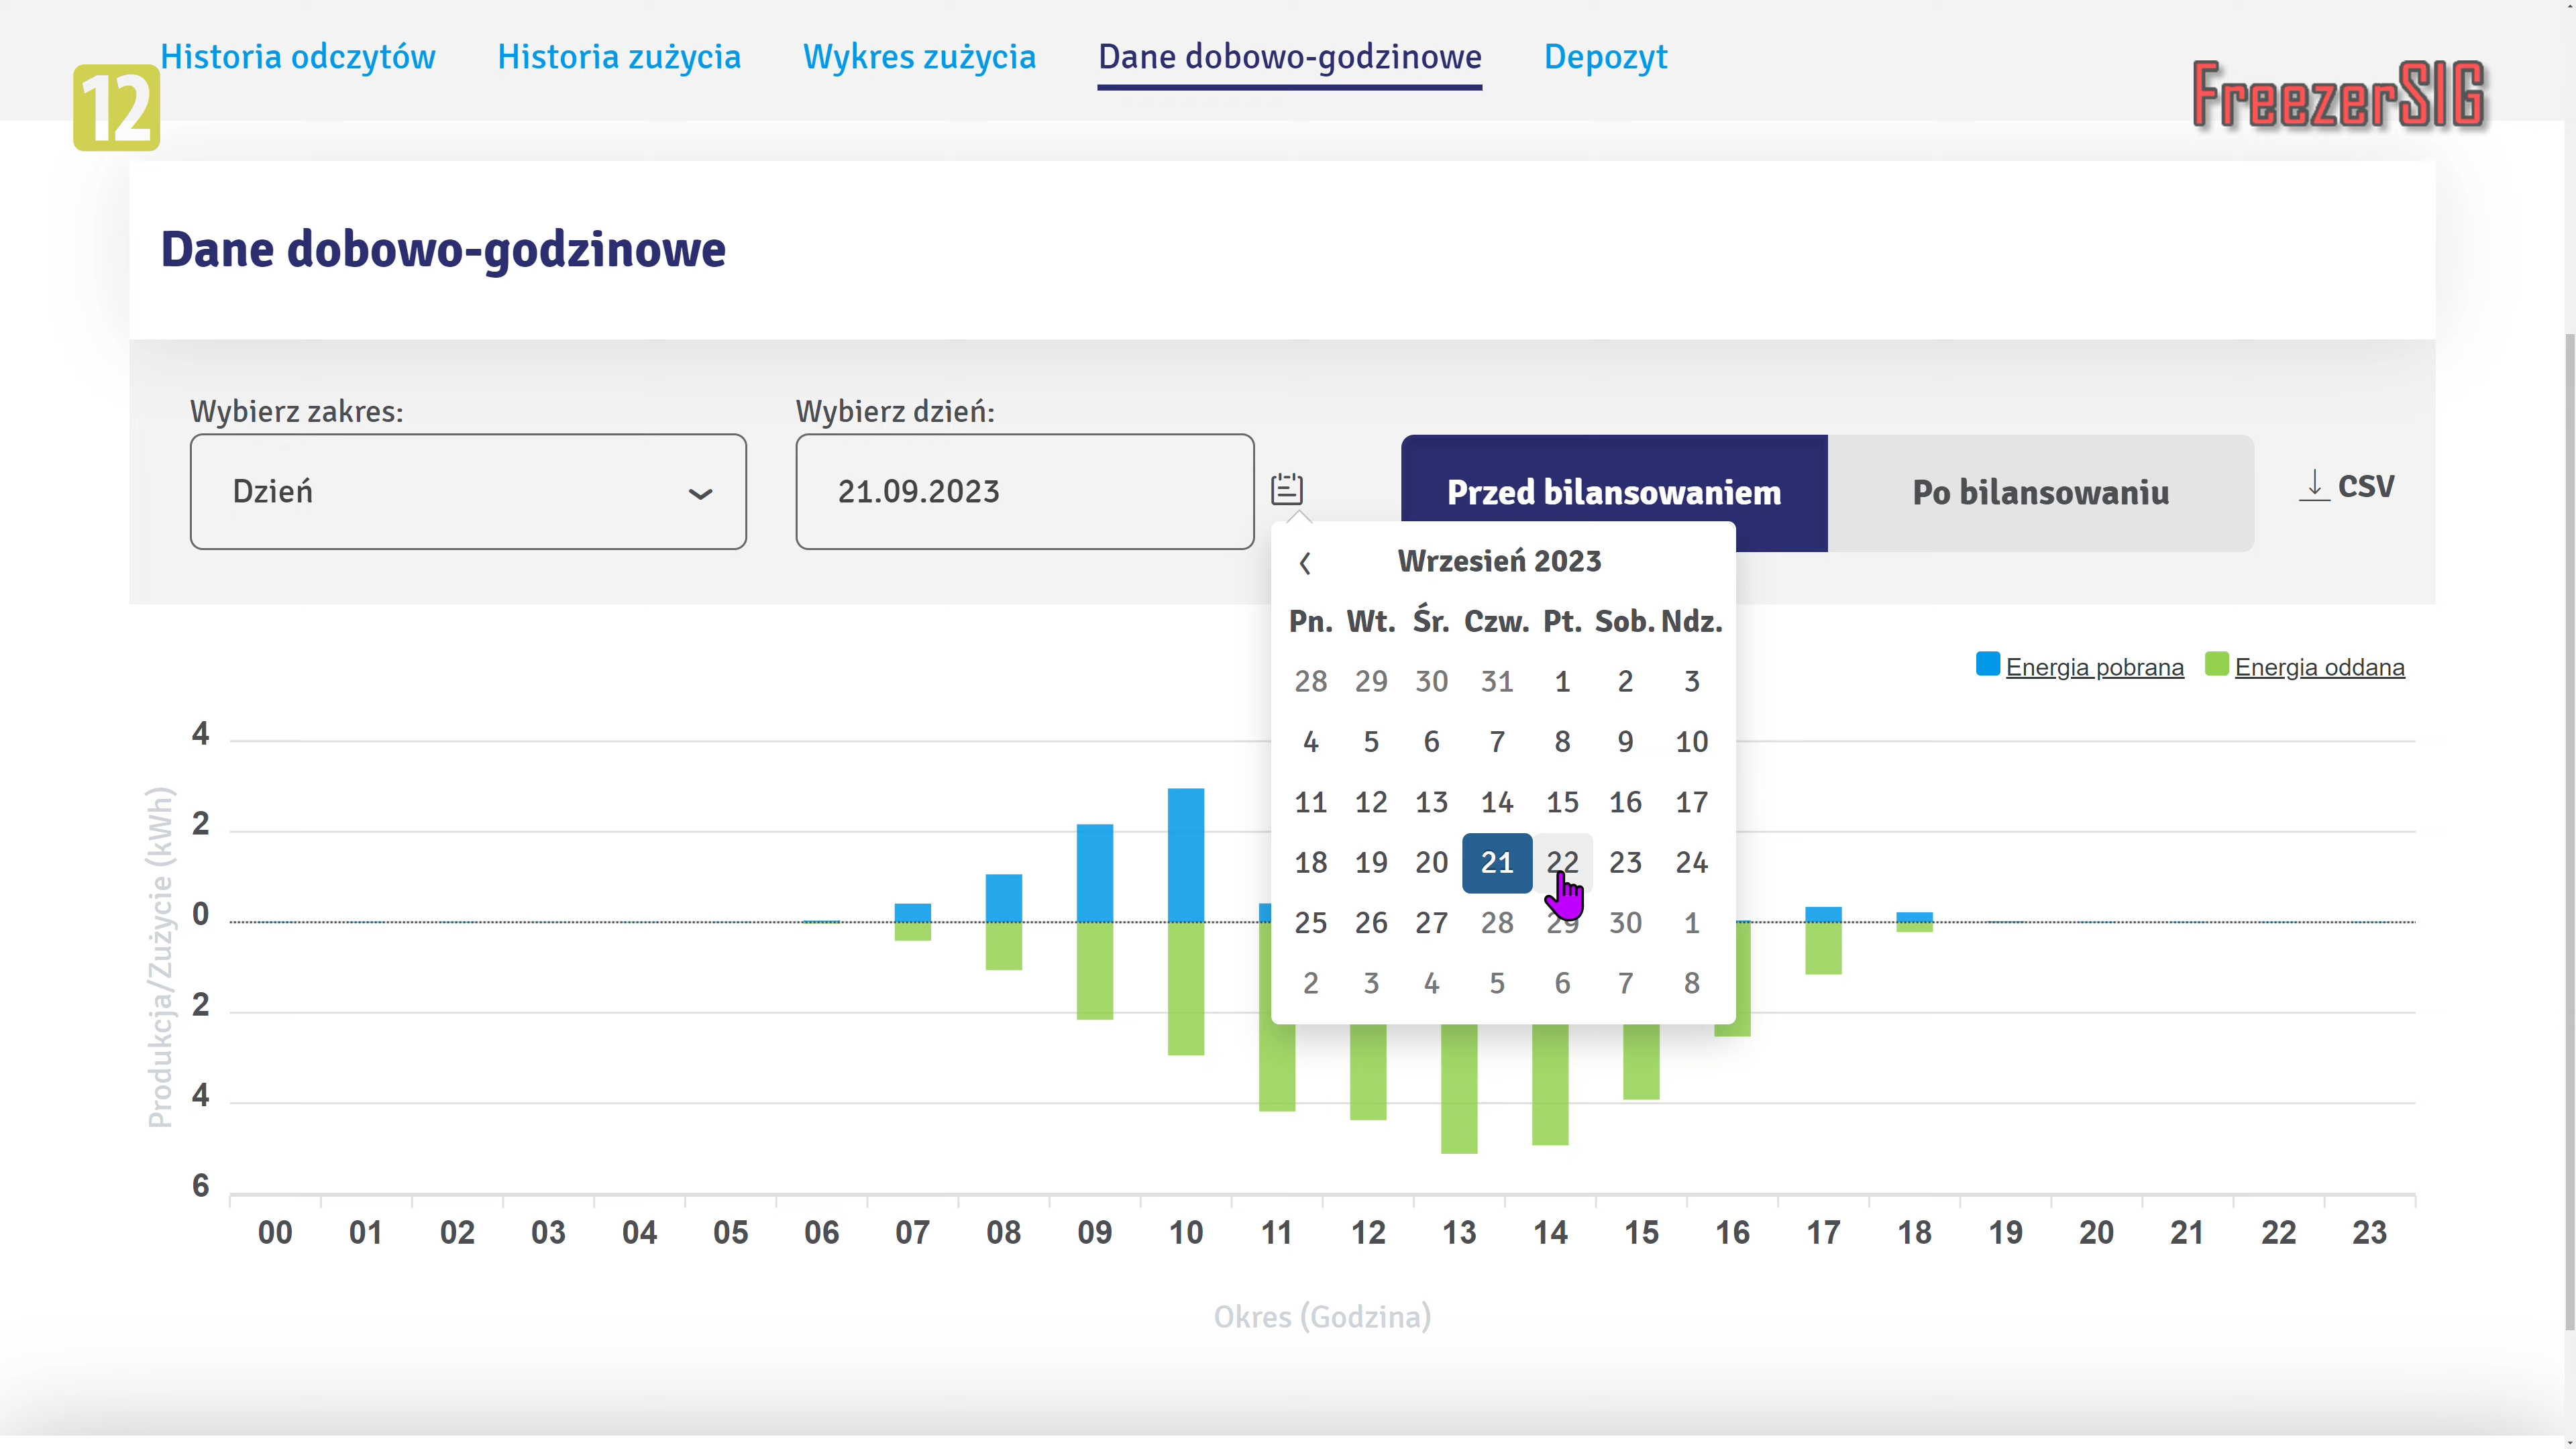 Historia odczytów Historia zużycia Wykres zużycia Dane dobowo-godzinowe Depozyt
12
FreezerSIG
Dane dobowo-godzinowe
Wybierz zakres: Wybierz dzień:
Dzień 21.09.2023 Przed bilansowaniem Po bilansowaniu CSV
Wrzesień 2023
Pn. Wt. Śr. Czw. Pt. Sob. Ndz.
28 29 30 31 1 2 3
4 5 6 7 8 9 10
11 12 13 14 15 16 17
18 19 20 21 22 23 24
25 26 27 28 29 30 1
2 3 4 5 6 7 8
Energia pobrana Energia oddana
Produkcja/Zużycie (kWh)
4
2
0
2
4
6
00 01 02 03 04 05 06 07 08 09 10 11 12 13 14 15 16 17 18 19 20 21 22 23
Okres (Godzina)